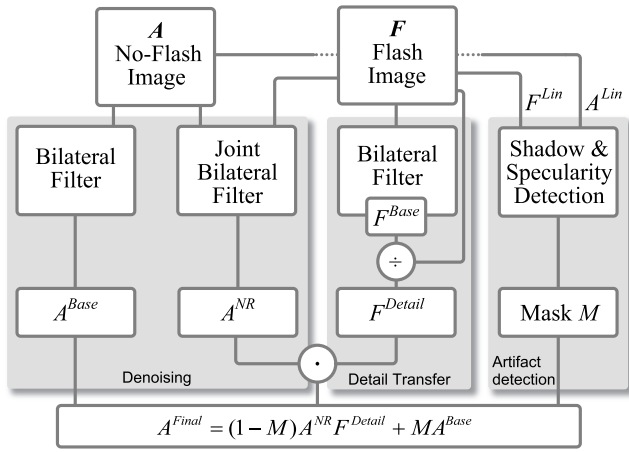 A
No-Flash
Image
F
Flash
Image
F^Lin
A^Lin
Bilateral
Filter
Joint
Bilateral
Filter
Bilateral
Filter
F^Base
Shadow &
Specularity
Detection
÷
A^Base
A^NR
F^Detail
Mask M
·
Denoising
Detail Transfer
Artifact
detection
A^Final = (1 − M)A^NR F^Detail + MA^Base